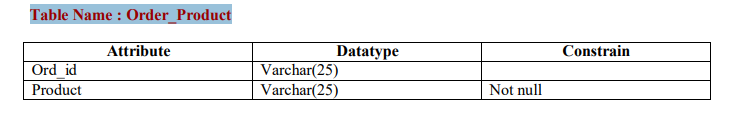 Table Name : Order_Product
Attribute Datatype Constrain
Ord_id Varchar(25)
Product Varchar(25) Not null